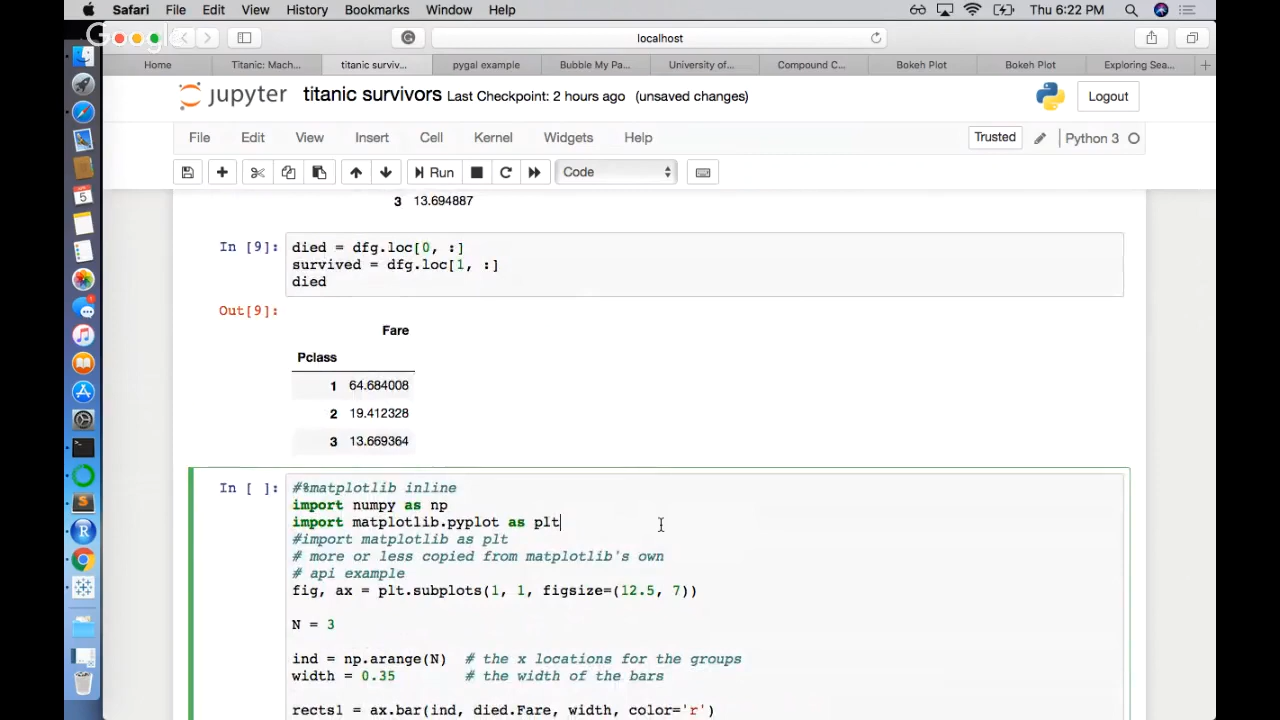 Safari File Edit View History Bookmarks Window Help Thu 6:22 PM
Google
localhost
Home Titanic: Mach... titanic surviv... pygal example Bubble My Pa... University of... Compound C... Bokeh Plot Bokeh Plot Exploring Sea...
jupyter titanic survivors Last Checkpoint: 2 hours ago (unsaved changes) Logout
File Edit View Insert Cell Kernel Widgets Help Trusted Python 3
Run Code
3 13.694887
In [9]: died = dfg.loc[0, :]
survived = dfg.loc[1, :]
died
Out[9]:
Fare
Pclass
1 64.684008
2 19.412328
3 13.669364
In [ ]: #%matplotlib inline
import numpy as np
import matplotlib.pyplot as plt
#import matplotlib as plt
# more or less copied from matplotlib's own
# api example
fig, ax = plt.subplots(1, 1, figsize=(12.5, 7))
N = 3
ind = np.arange(N) # the x locations for the groups
width = 0.35 # the width of the bars
rects1 = ax.bar(ind, died.Fare, width, color='r')